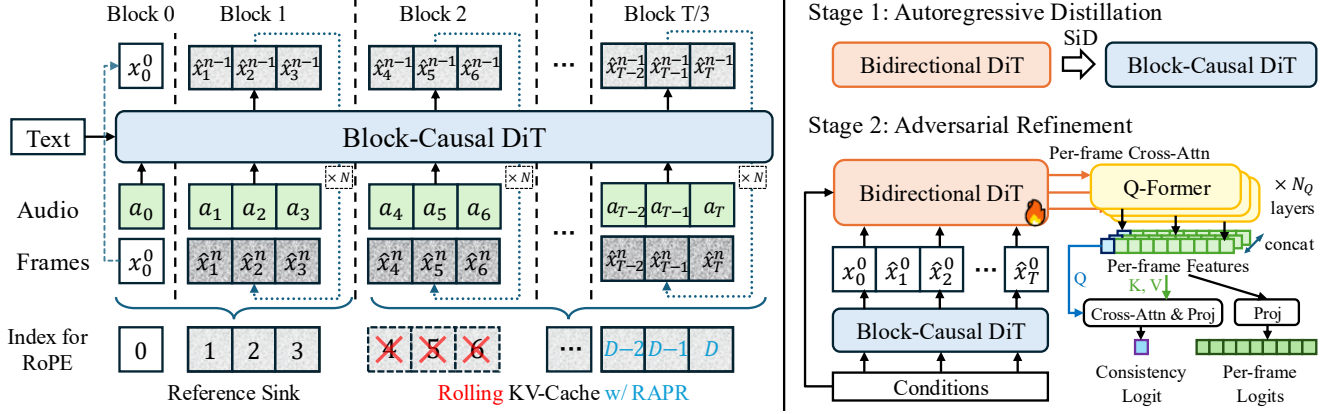 Block 0 Block 1 Block 2 Block T/3
x_0^0 x̂_1^{n-1} x̂_2^{n-1} x̂_3^{n-1} x̂_4^{n-1} x̂_5^{n-1} x̂_6^{n-1} ... x̂_{T-2}^{n-1} x̂_{T-1}^{n-1} x̂_T^{n-1}
Text
Block-Causal DiT
× N × N × N
Audio a_0 a_1 a_2 a_3 a_4 a_5 a_6 a_{T-2} a_{T-1} a_T
Frames x_0^0 x̂_1^n x̂_2^n x̂_3^n x̂_4^n x̂_5^n x̂_6^n ... x̂_{T-2}^n x̂_{T-1}^n x̂_T^n
Index for
RoPE
0 1 2 3 4 5 6 ... D-2 D-1 D
Reference Sink
Rolling KV-Cache w/ RAPR
Stage 1: Autoregressive Distillation
Bidirectional DiT
SiD
Block-Causal DiT
Stage 2: Adversarial Refinement
Per-frame Cross-Attn
Bidirectional DiT
Q-Former
× N_Q
layers
concat
x_0^0 x̂_1^0 x̂_2^0 ... x̂_T^0
Per-frame Features
Q
K, V
Block-Causal DiT
Cross-Attn & Proj
Proj
Conditions
Consistency
Logit
Per-frame
Logits